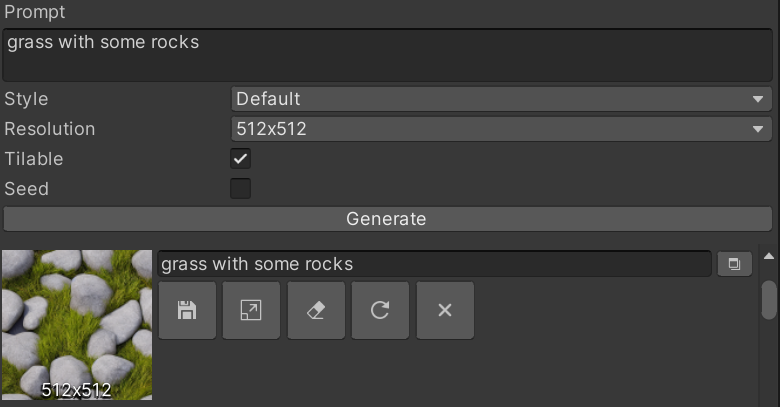 Prompt
grass with some rocks
Style
Default
Resolution
512x512
Tilable
Seed
Generate
grass with some rocks
512x512